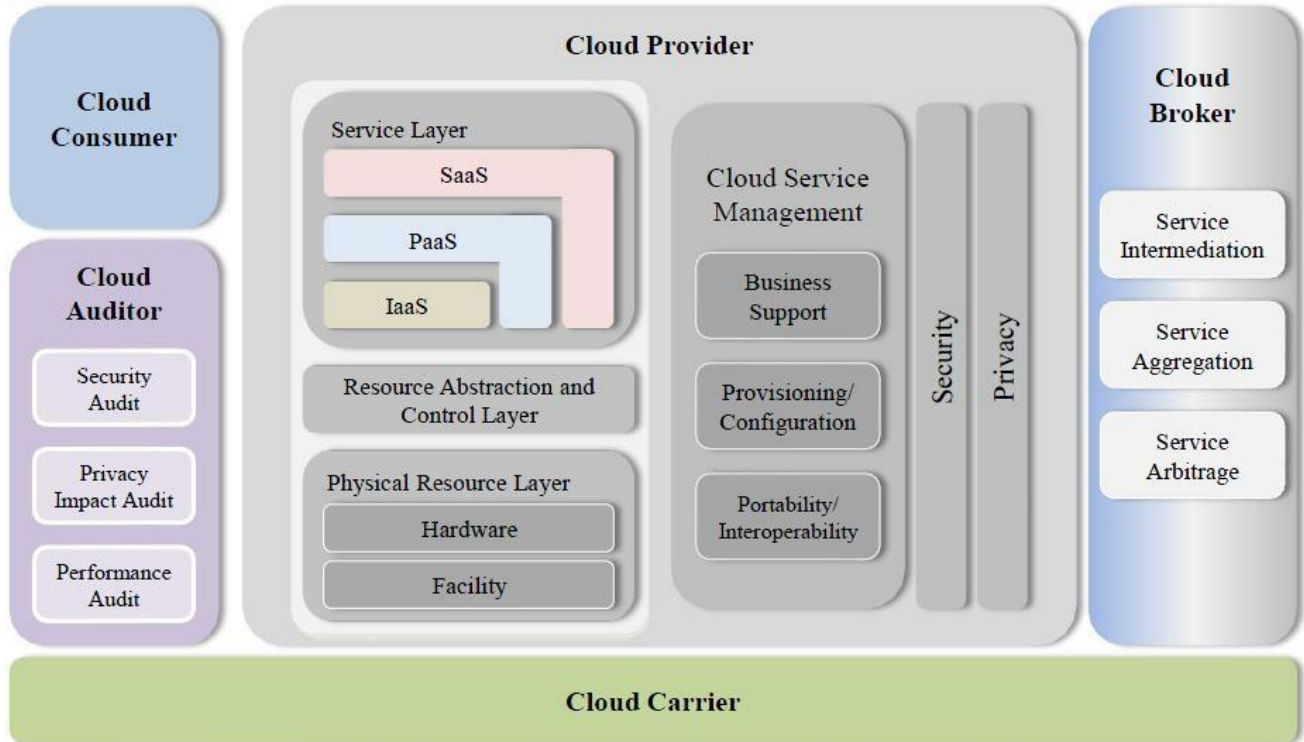 Cloud
Consumer
Cloud
Auditor
Security
Audit
Privacy
Impact Audit
Performance
Audit
Cloud Provider
Service Layer
SaaS
PaaS
IaaS
Resource Abstraction and
Control Layer
Physical Resource Layer
Hardware
Facility
Cloud Service
Management
Business
Support
Provisioning/
Configuration
Portability/
Interoperability
Security
Privacy
Cloud
Broker
Service
Intermediation
Service
Aggregation
Service
Arbitrage
Cloud Carrier